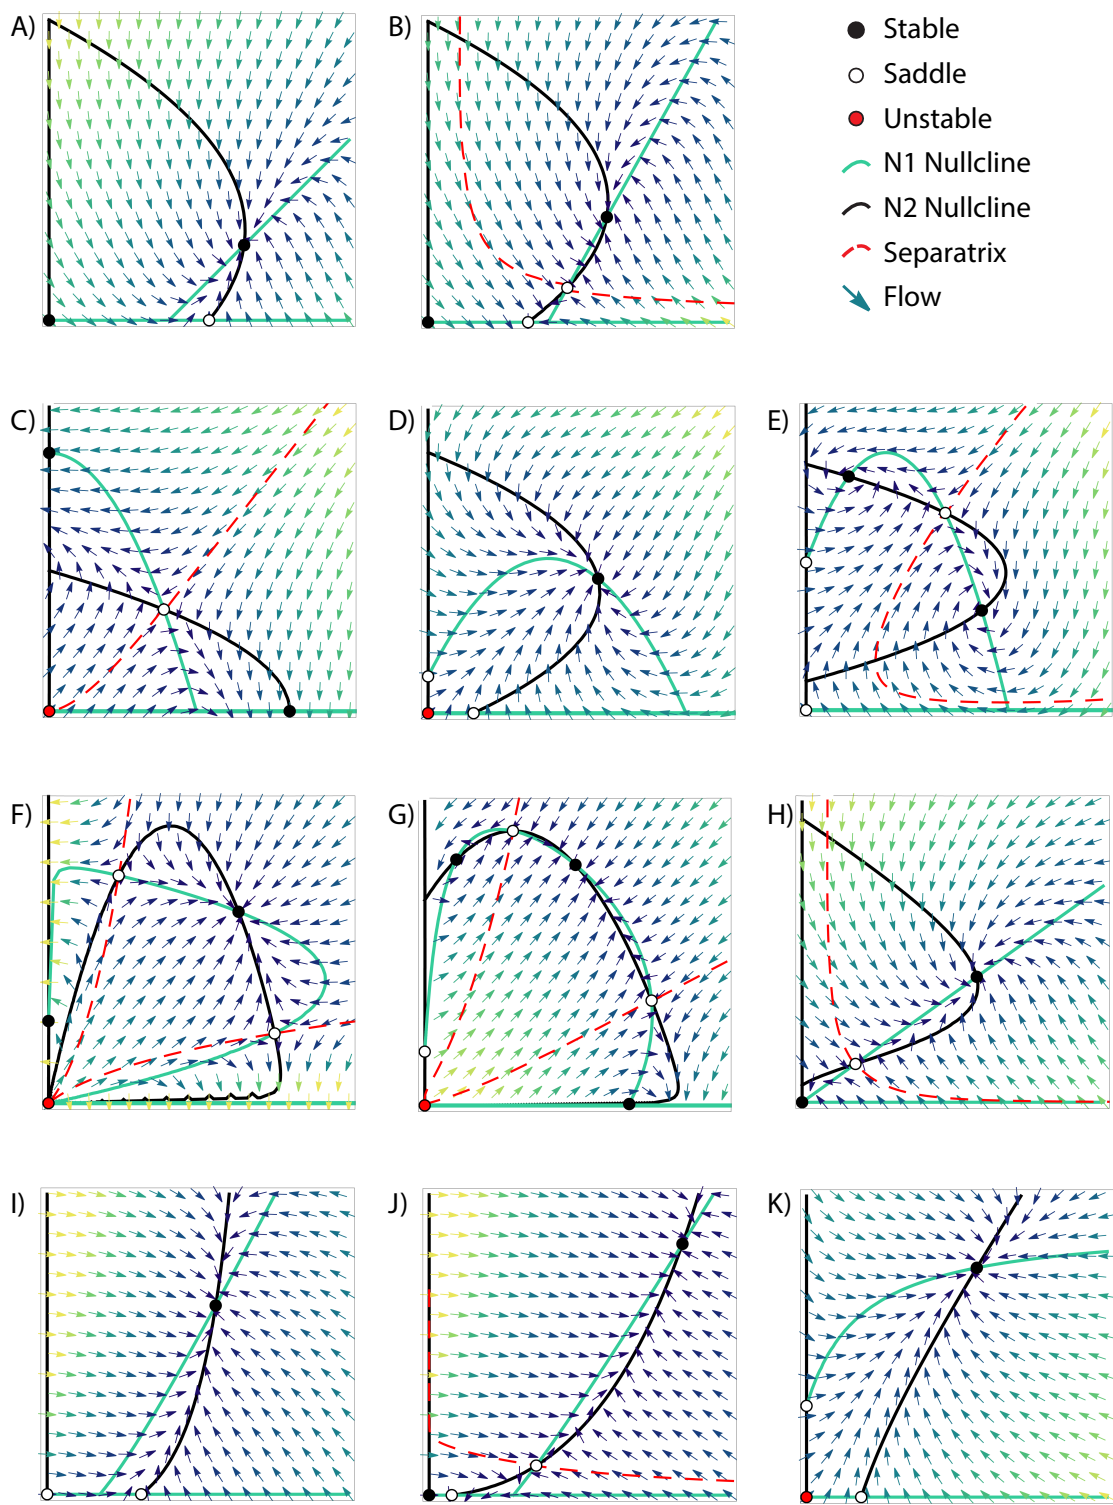 A)
B)
Stable
Saddle
Unstable
N1 Nullcline
N2 Nullcline
Separatrix
Flow
C)
D)
E)
F)
G)
H)
I)
J)
K)